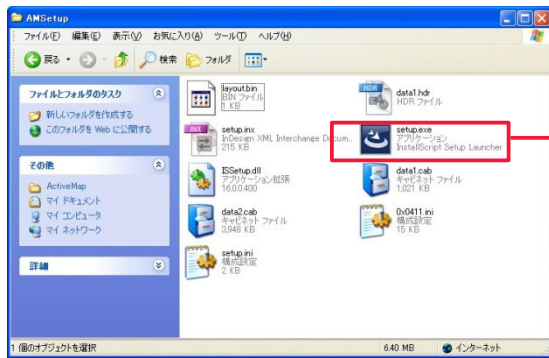 AMSetup
ファイル(F) 編集(E) 表示(V) お気に入り(A) ツール(T) ヘルプ(H)
戻る 検索 フォルダ
ファイルとフォルダのタスク
新しいフォルダを作成する
このフォルダを Web に公開する
その他
ActiveMap
マイ ドキュメント
マイ コンピュータ
マイ ネットワーク
詳細
layout.bin
BIN ファイル
1 KB
data1.hdr
HDR ファイル
setup.inx
InDesign XML Interchange Docum...
215 KB
setup.exe
アプリケーション
InstallScript Setup Launcher
ISSetup.dll
アプリケーション拡張
16.0.0.400
data1.cab
キャビネット ファイル
1,021 KB
data2.cab
キャビネット ファイル
3,948 KB
0x0411.ini
構成設定
15 KB
setup.ini
構成設定
2 KB
1 個のオブジェクトを選択 6.40 MB インターネット